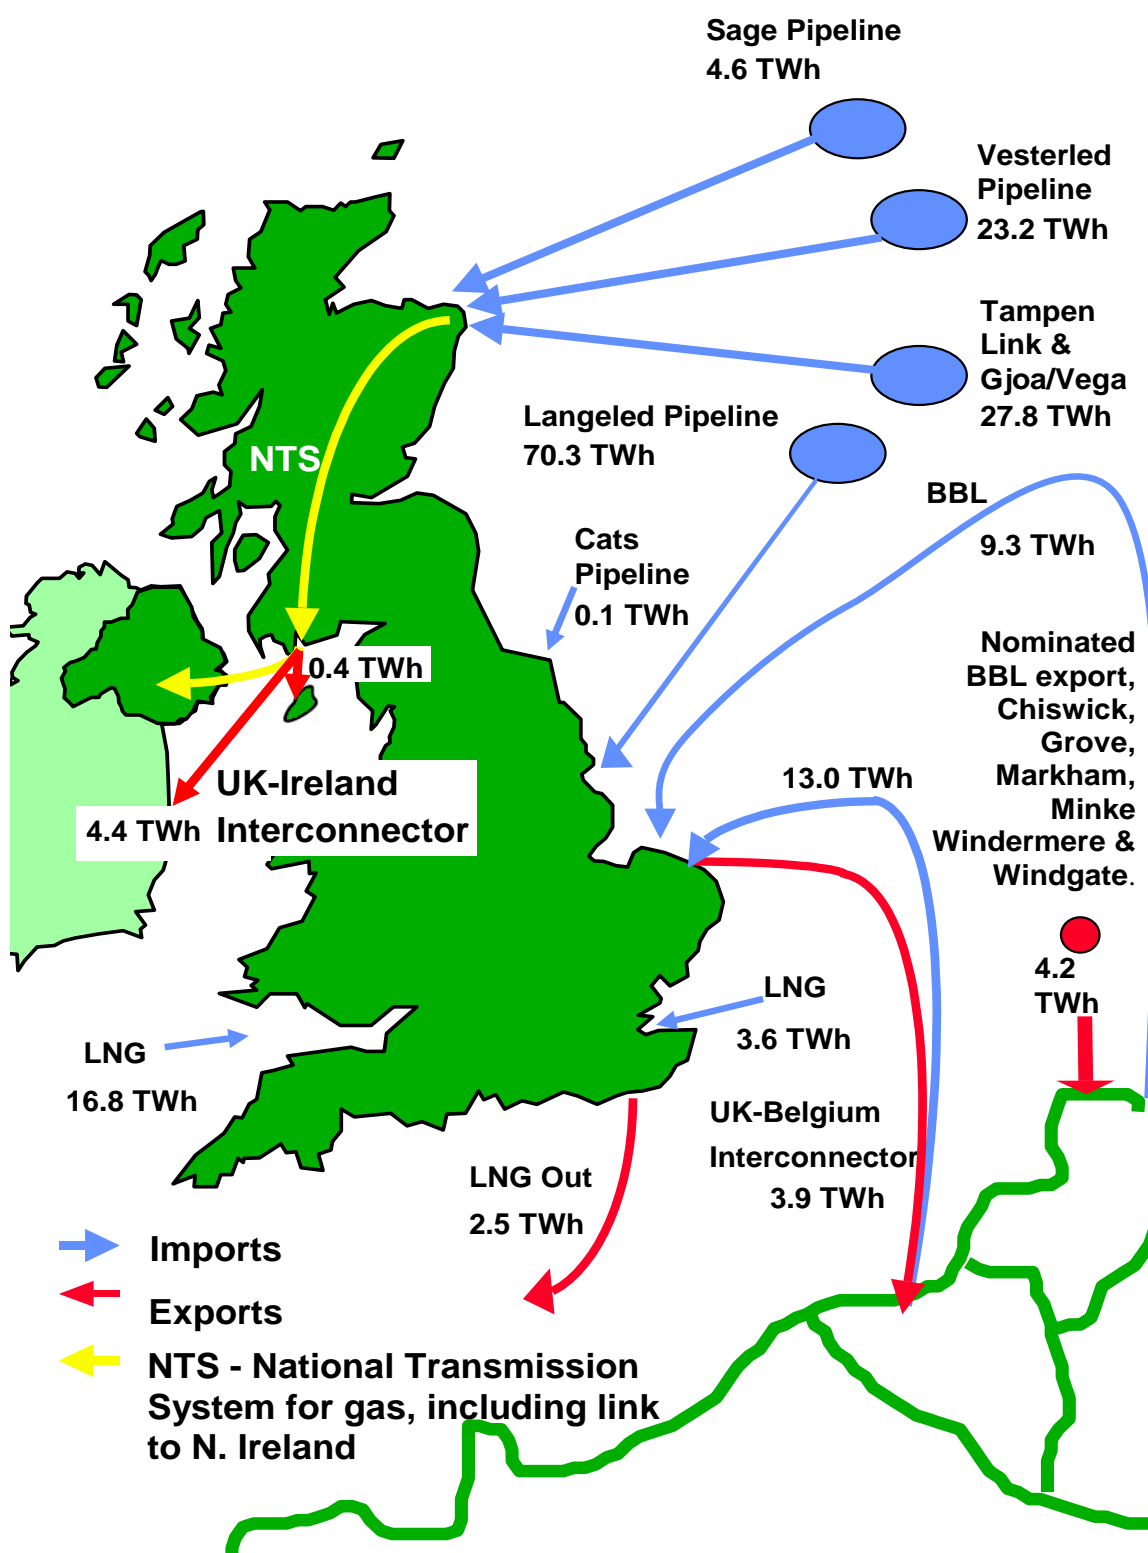 Sage Pipeline
4.6 TWh
Vesterled
Pipeline
23.2 TWh
Tampen
Link &
Gjoa/Vega
27.8 TWh
Langeled Pipeline
70.3 TWh
NTS
BBL
9.3 TWh
Cats
Pipeline
0.1 TWh
0.4 TWh
Nominated
BBL export,
Chiswick,
Grove,
Markham,
Minke
Windermere &
Windgate.
4.2
TWh
13.0 TWh
UK-Ireland
4.4 TWh Interconnector
LNG
3.6 TWh
LNG
16.8 TWh
UK-Belgium
Interconnector
3.9 TWh
LNG Out
2.5 TWh
Imports
Exports
NTS - National Transmission
System for gas, including link
to N. Ireland